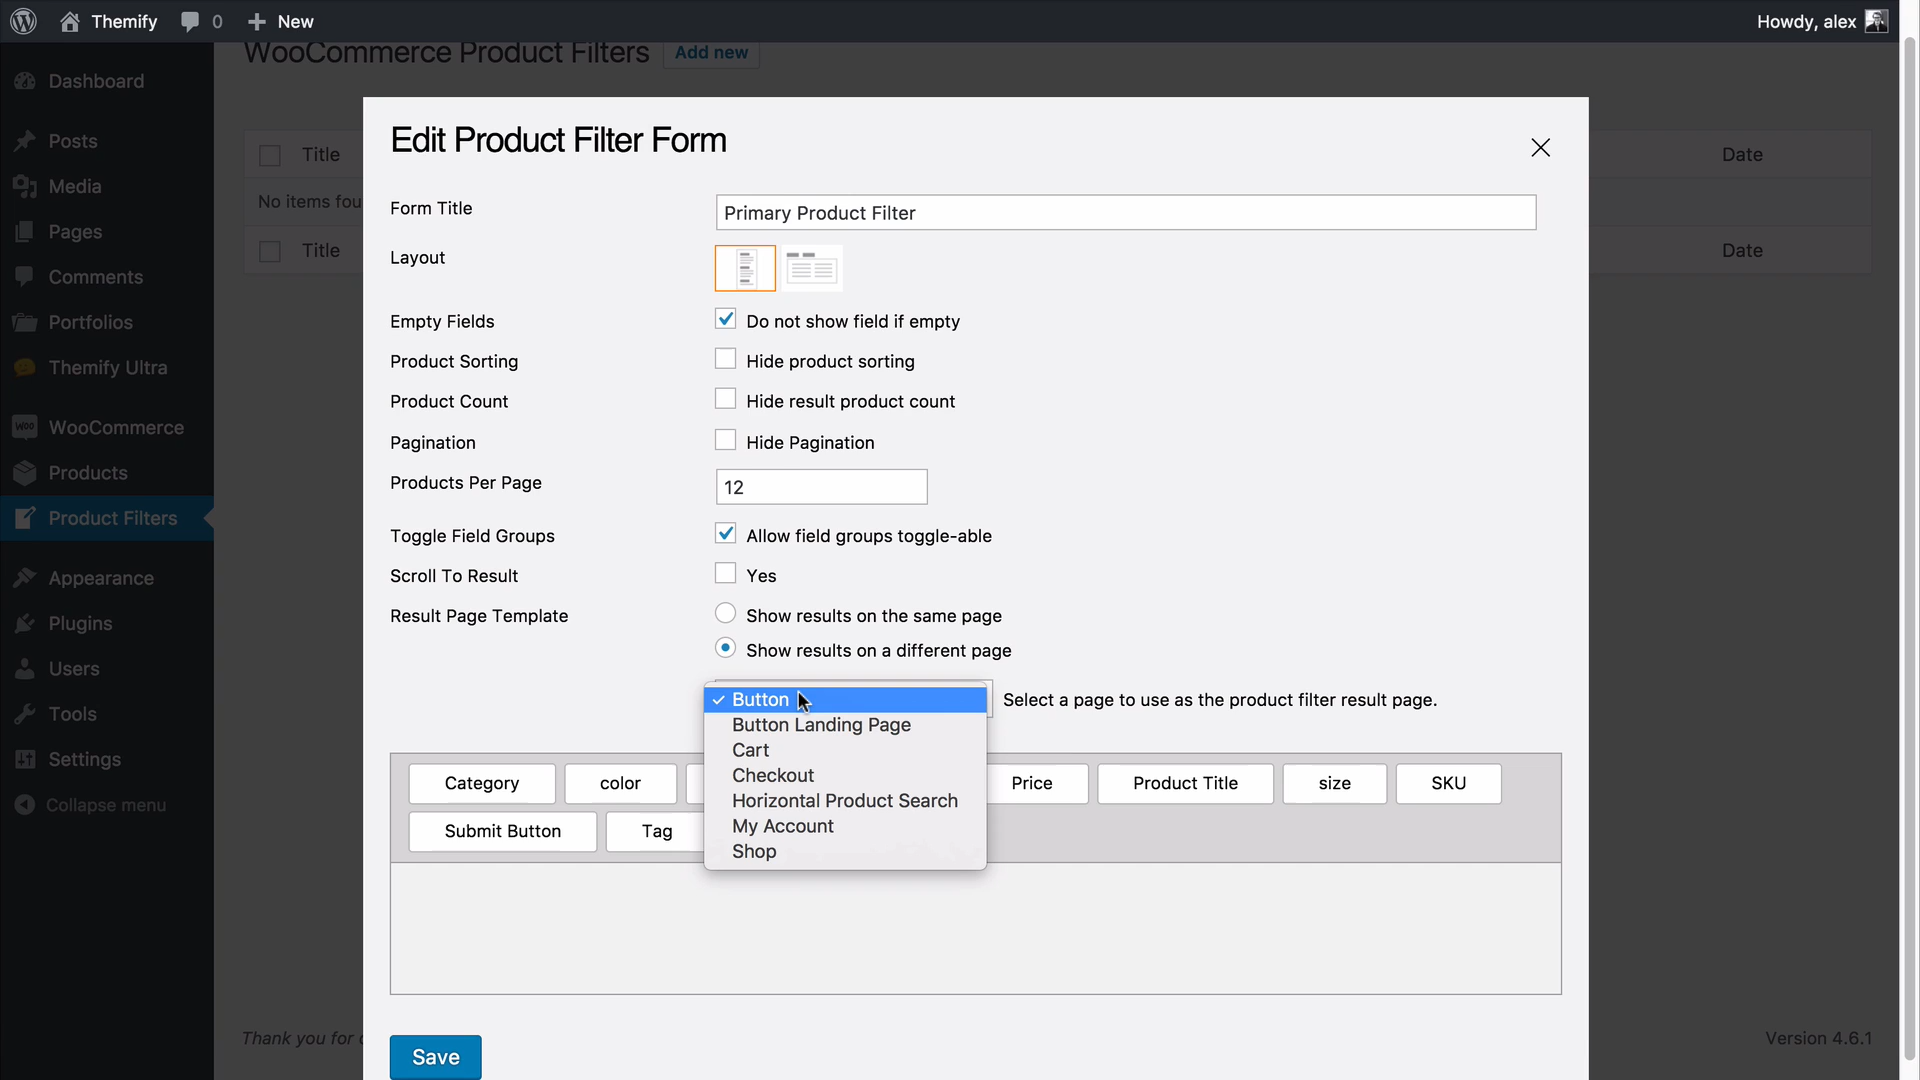 Themify 0 New Howdy, alex
WooCommerce Product Filters Add new
Dashboard
Posts
Media
Pages
Comments
Portfolios
Themify Ultra
WooCommerce
Products
Product Filters
Appearance
Plugins
Users
Tools
Settings
Collapse menu
Title Date
No items fou
Title Date
Edit Product Filter Form
Form Title Primary Product Filter
Layout
Empty Fields Do not show field if empty
Product Sorting Hide product sorting
Product Count Hide result product count
Pagination Hide Pagination
Products Per Page 12
Toggle Field Groups Allow field groups toggle-able
Scroll To Result Yes
Result Page Template Show results on the same page
Show results on a different page
Button Select a page to use as the product filter result page.
Button Landing Page
Cart
Checkout
Horizontal Product Search
My Account
Shop
Category color Price Product Title size SKU
Submit Button Tag
Save
Thank you for
Version 4.6.1